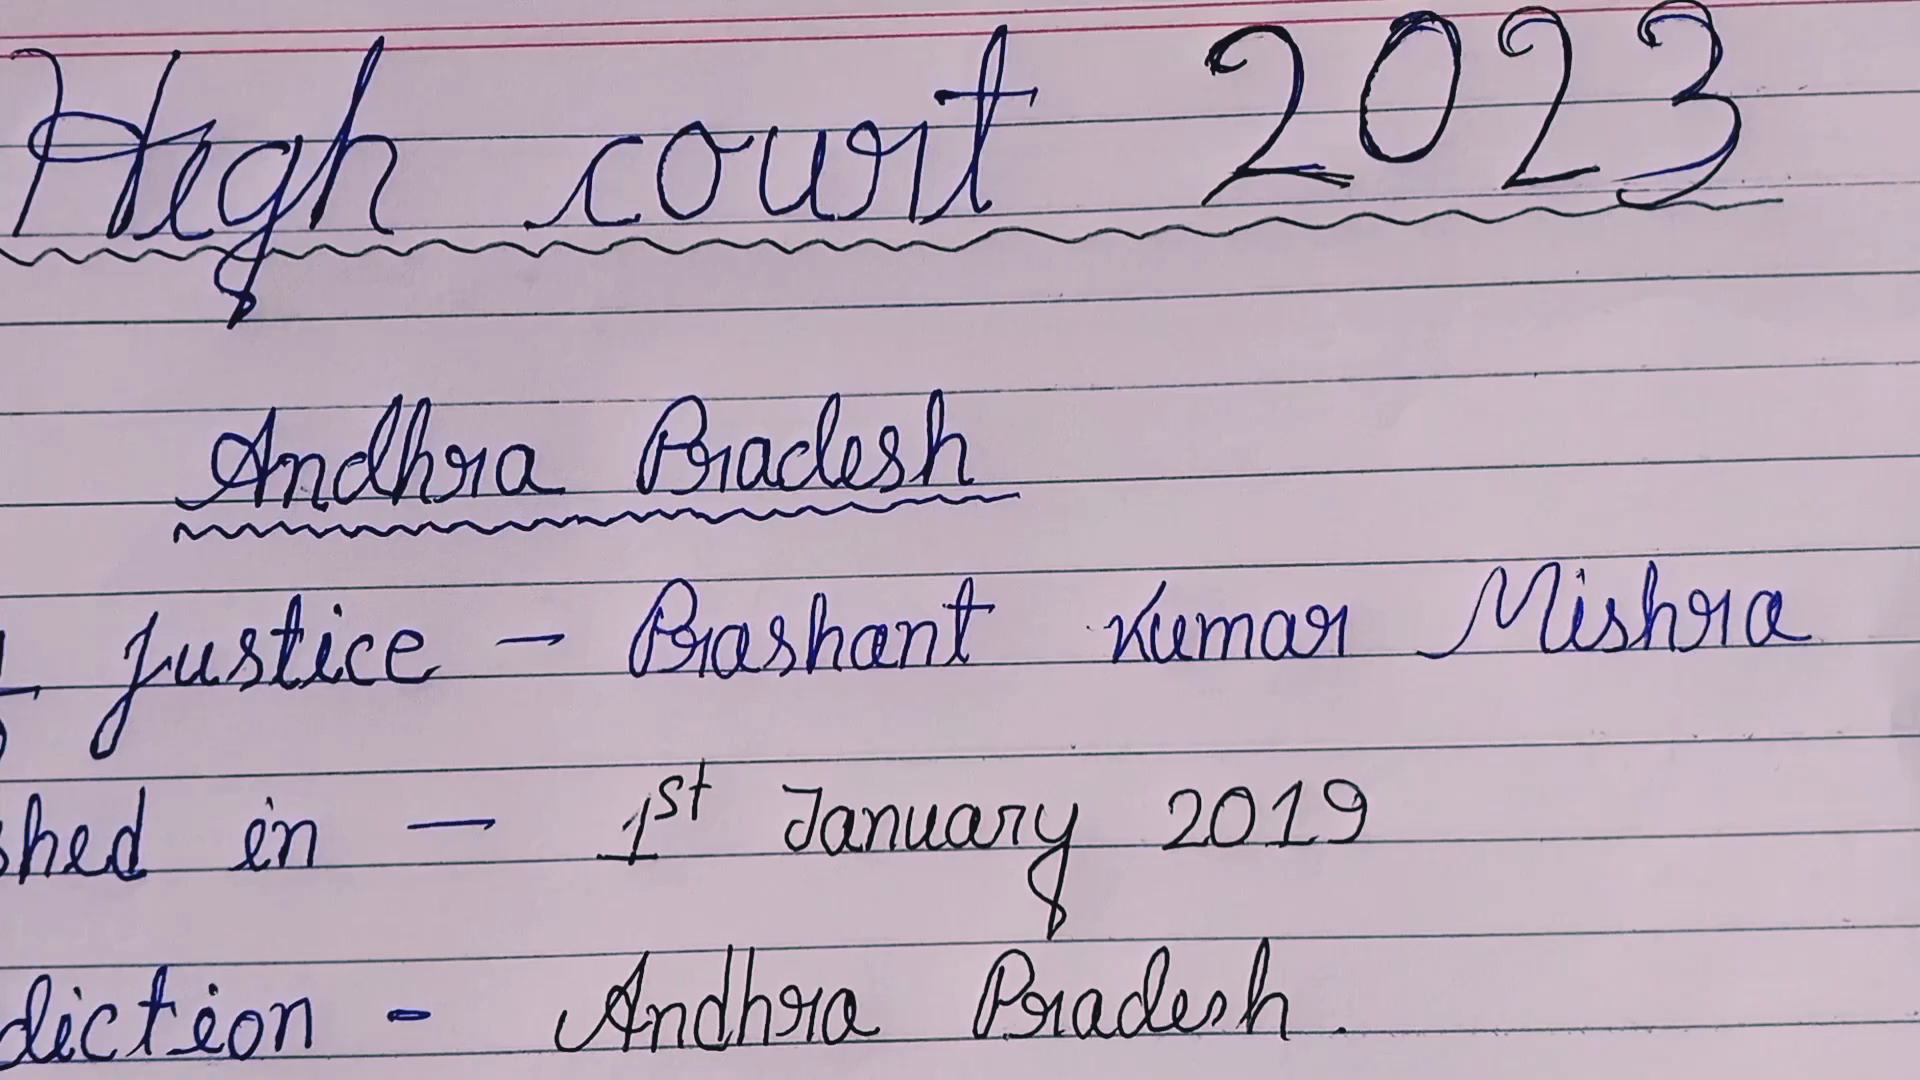 High court 2023
Andhra Pradesh
Justice - Prashant Kumar Mishra
shed in - 1st January 2019
diction - Andhra Pradesh.